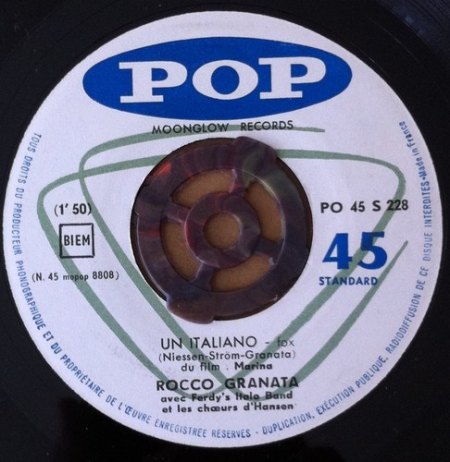 POP
MOONGLOW RECORDS
(1' 50)
BIEM
(N. 45 mopop 8808)
PO 45 S 228
45
STANDARD
UN ITALIANO - fox
(Niessen-Ström-Granata)
du film : Marina
ROCCO GRANATA
avec Ferdy's Italo Band
et les chœurs d'Hansen
TOUS DROITS DU PRODUCTEUR PHONOGRAPHIQUE ET DU PROPRIÉTAIRE DE L'ŒUVRE ENREGISTRÉE RÉSERVÉS - DUPLICATION, EXÉCUTION PUBLIQUE, RADIODIFFUSION DE CE DISQUE INTERDITES - Made in France